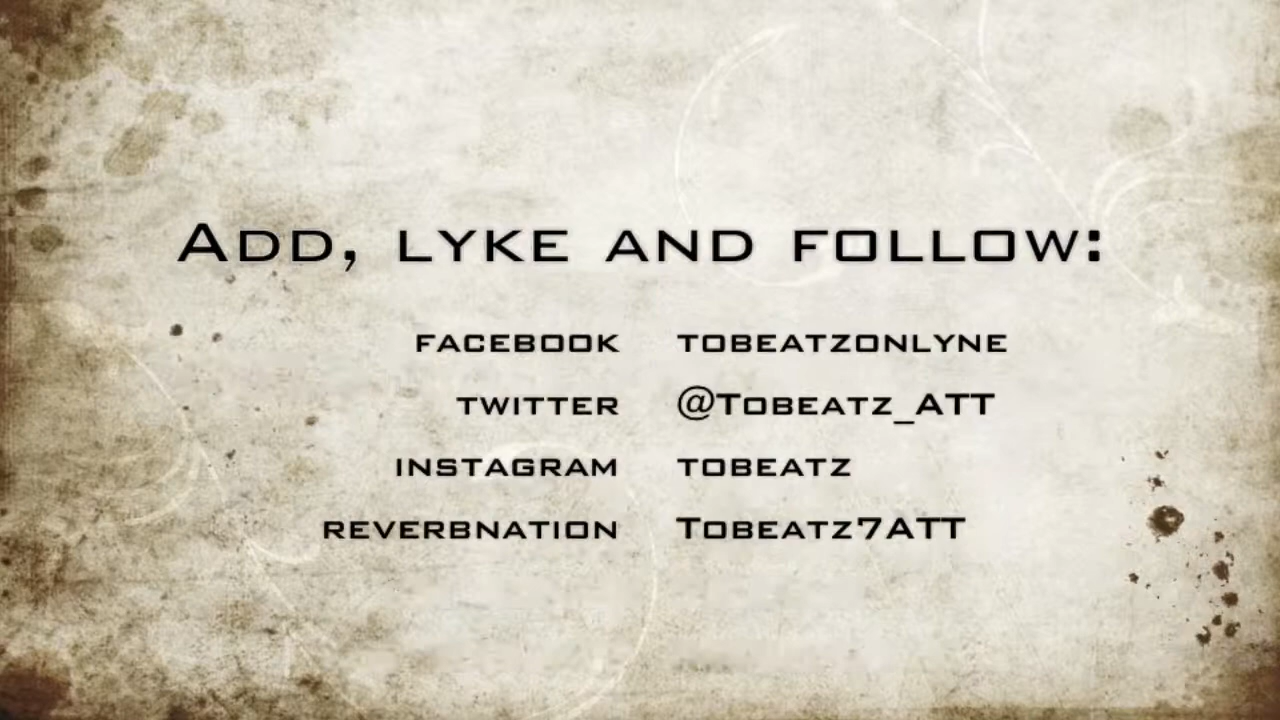 Add, lyke and follow:
facebook tobeatzonlyne
twitter @Tobeatz_ATT
instagram tobeatz
reverbnation Tobeatz7ATT